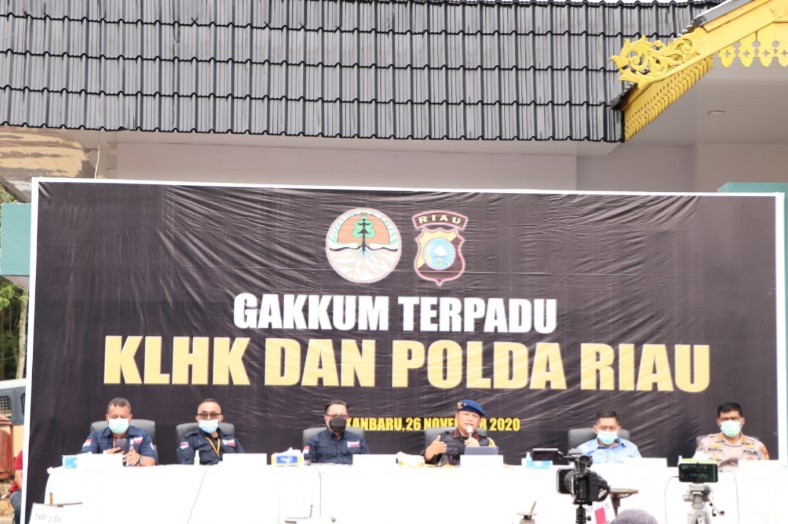 RIAU
GAKKUM TERPADU
KLHK DAN POLDA RIAU
KANBARU, 26 NOVEMBER 2020